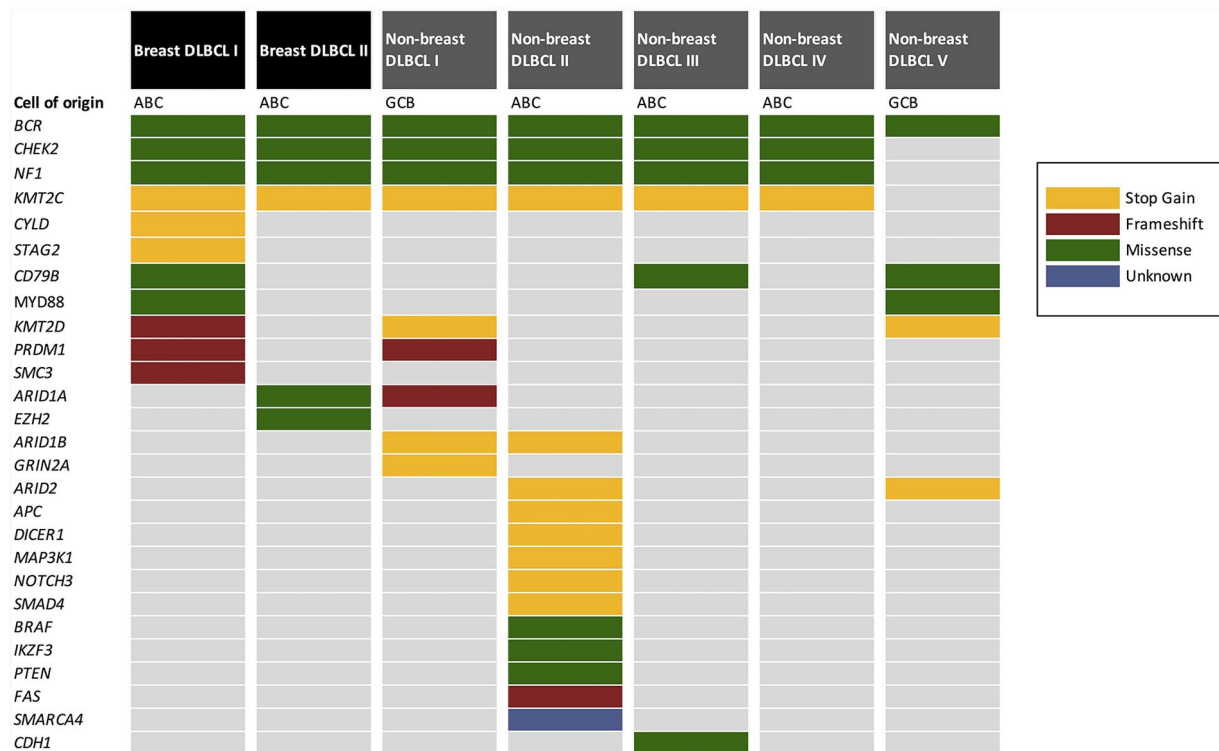 Breast DLBCL I
Breast DLBCL II
Non-breast
DLBCL I
Non-breast
DLBCL II
Non-breast
DLBCL III
Non-breast
DLBCL IV
Non-breast
DLBCL V
Cell of origin ABC ABC GCB ABC ABC ABC GCB
BCR
CHEK2
NF1
KMT2C
CYLD
STAG2
CD79B
MYD88
KMT2D
PRDM1
SMC3
ARID1A
EZH2
ARID1B
GRIN2A
ARID2
APC
DICER1
MAP3K1
NOTCH3
SMAD4
BRAF
IKZF3
PTEN
FAS
SMARCA4
CDH1
Stop Gain
Frameshift
Missense
Unknown